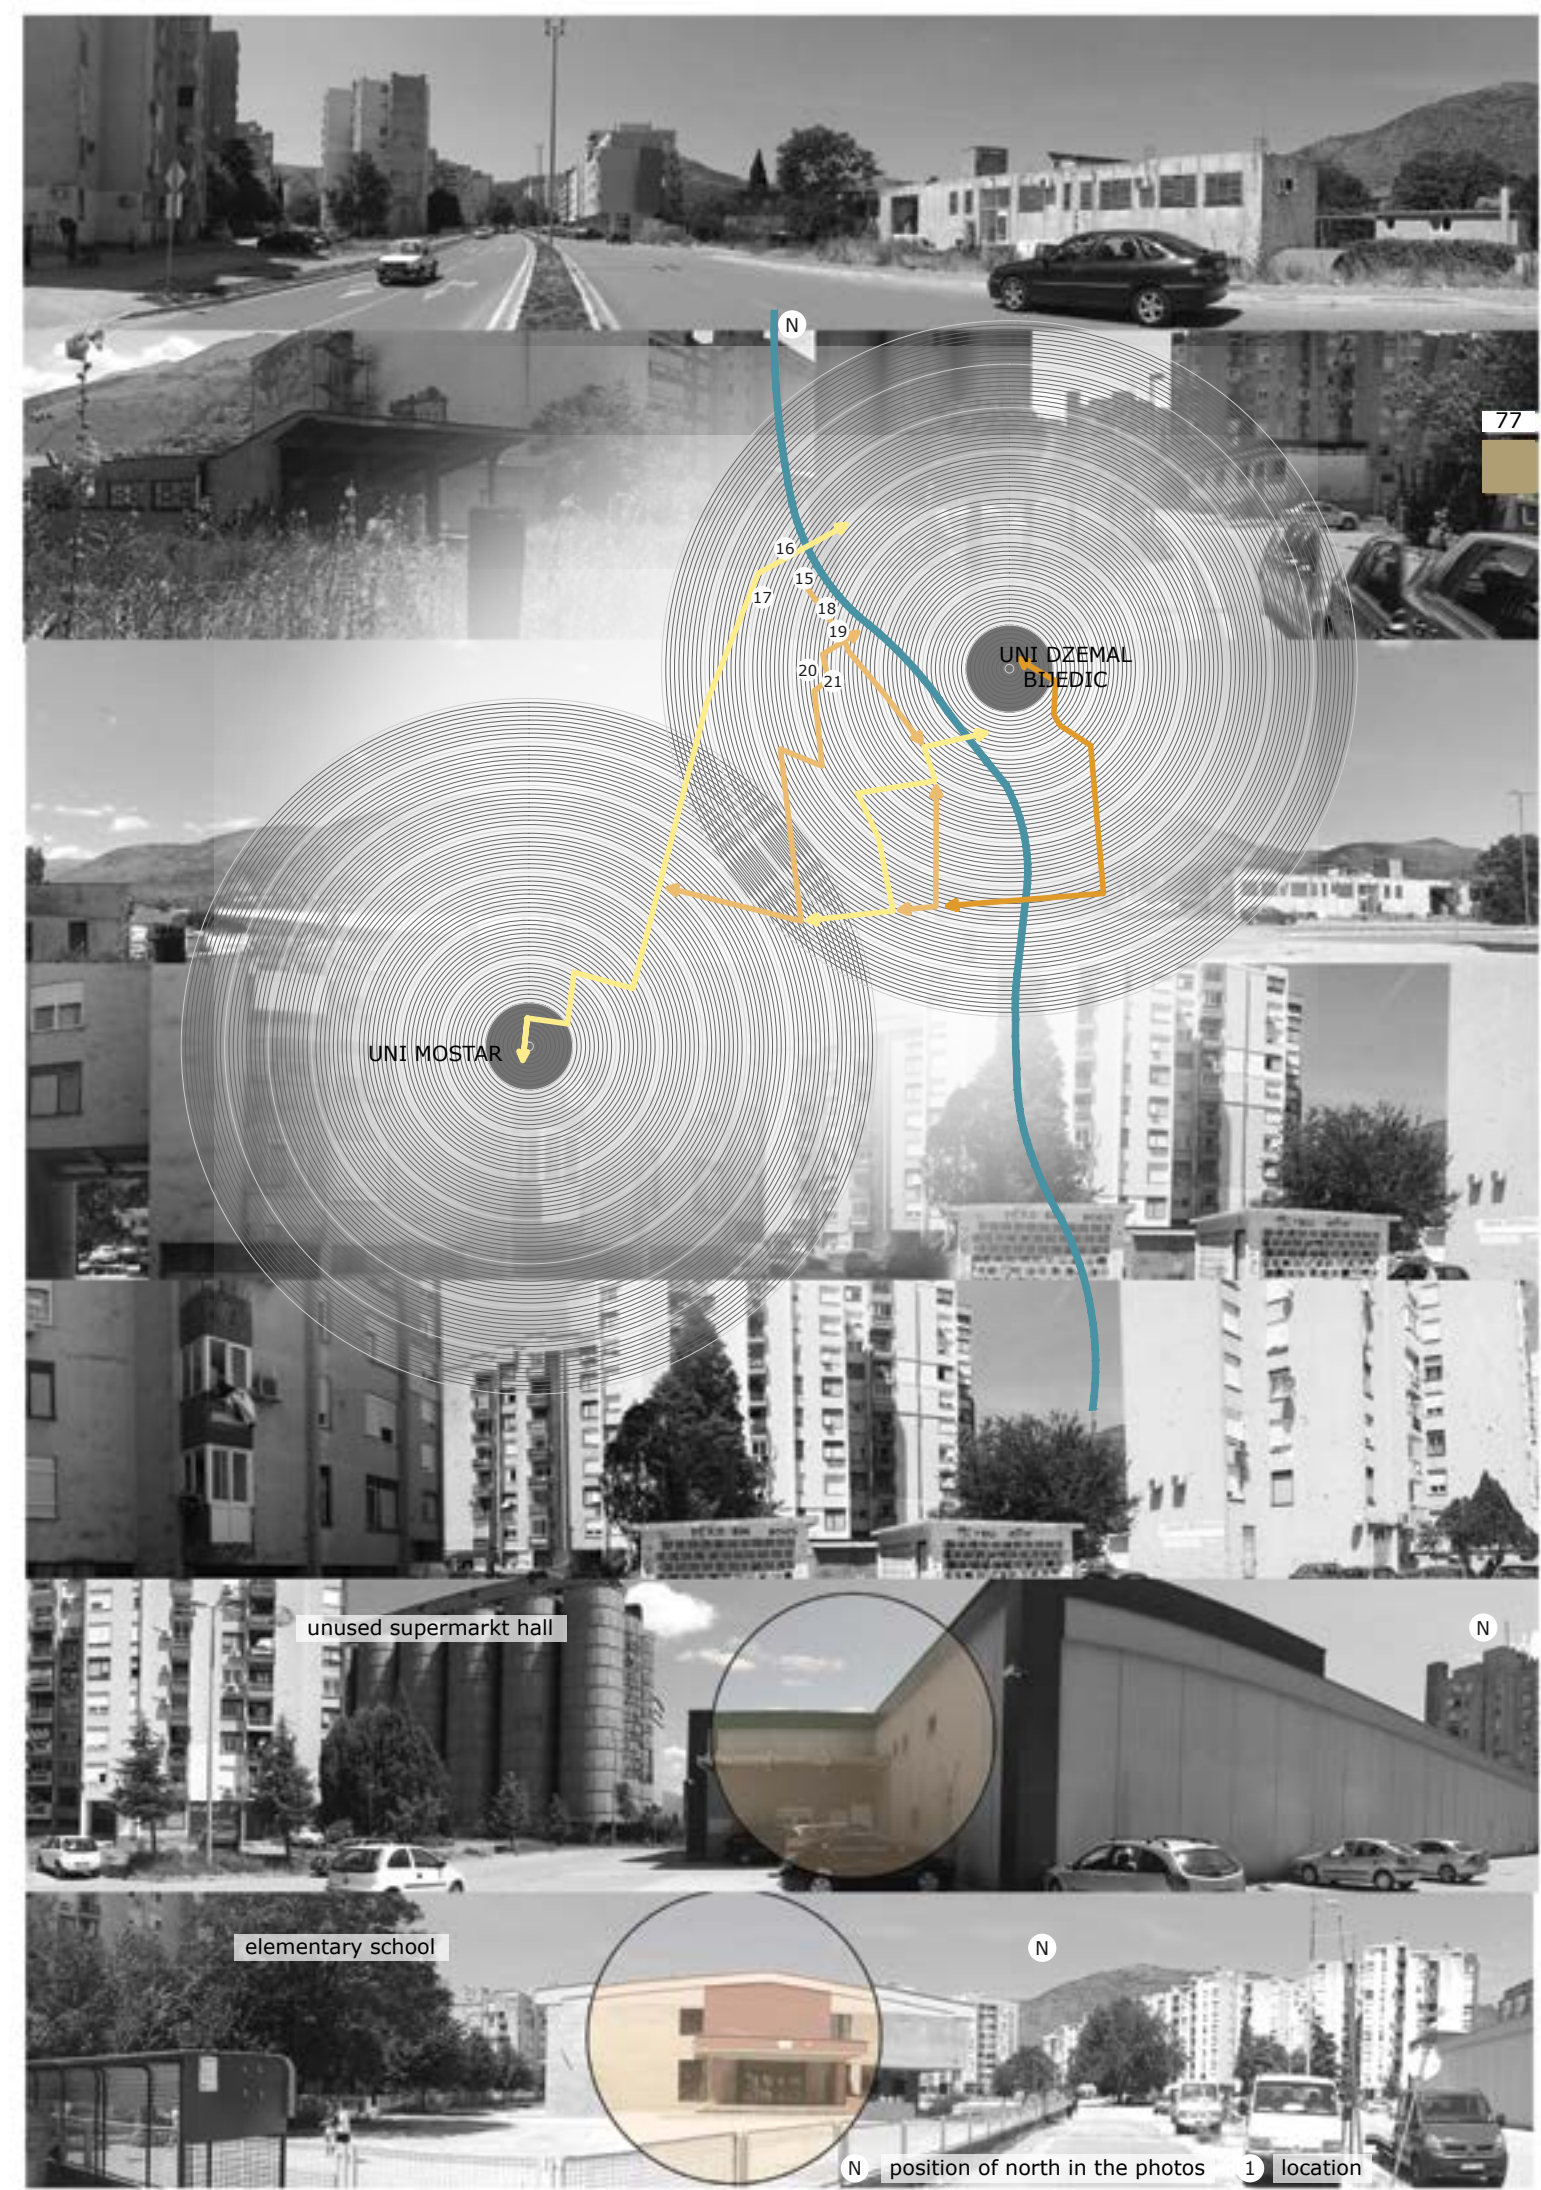 N
77
16
15
17
18
19
20
21
UNI DZEMAL
BIJEDIC
UNI MOSTAR
unused supermarkt hall
N
elementary school
N
N position of north in the photos 1 location